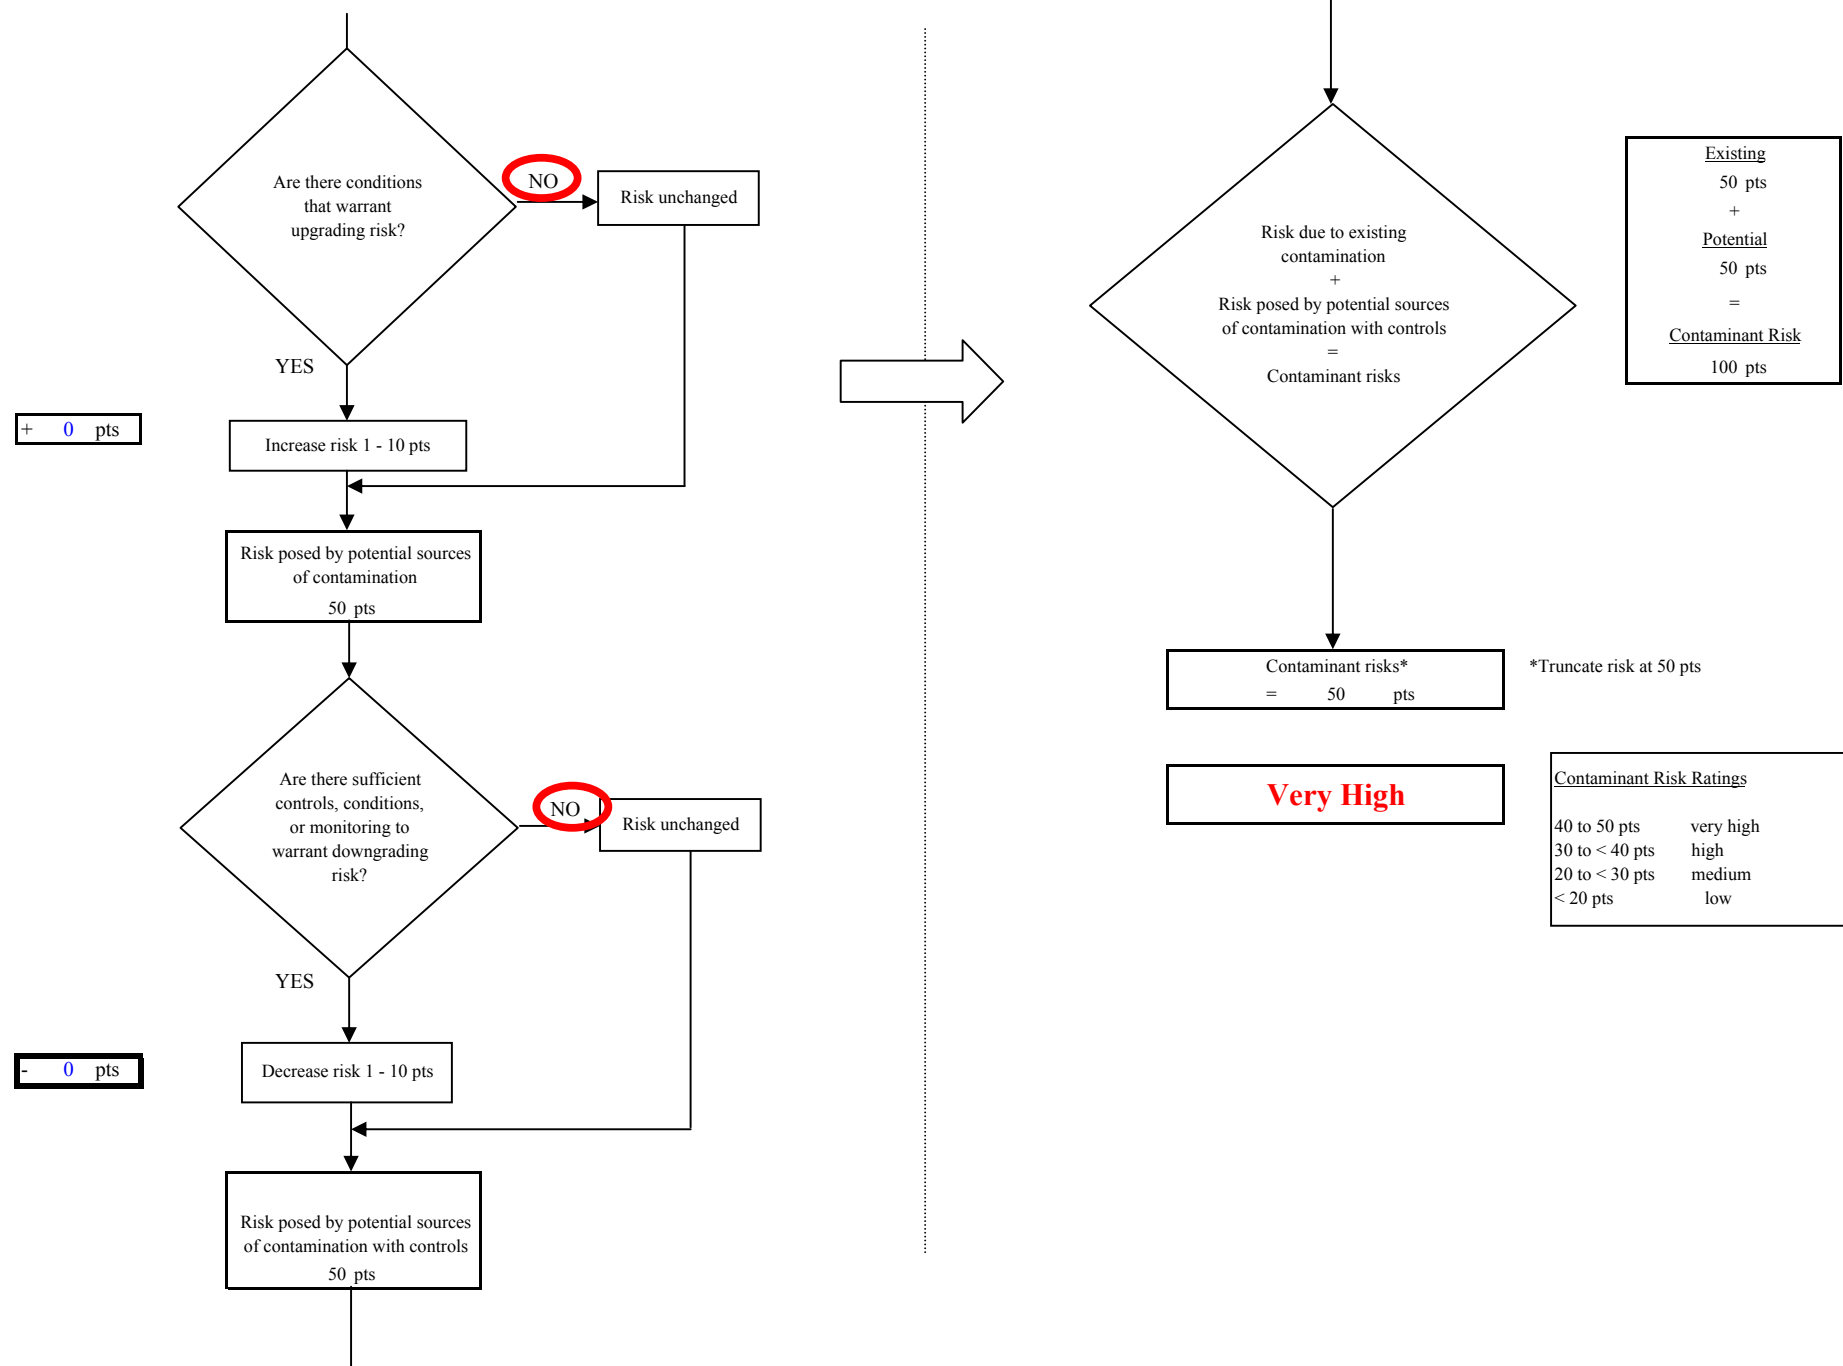 Are there conditions
that warrant
upgrading risk?
NO
Risk unchanged
YES
+ 0 pts
Increase risk 1 - 10 pts
Risk posed by potential sources
of contamination
50 pts
Are there sufficient
controls, conditions,
or monitoring to
warrant downgrading
risk?
NO
Risk unchanged
YES
- 0 pts
Decrease risk 1 - 10 pts
Risk posed by potential sources
of contamination with controls
50 pts
Risk due to existing
contamination
+
Risk posed by potential sources
of contamination with controls
=
Contaminant risks
Existing
50 pts
+
Potential
50 pts
=
Contaminant Risk
100 pts
Contaminant risks*
= 50 pts
*Truncate risk at 50 pts
Very High
Contaminant Risk Ratings
40 to 50 pts very high
30 to < 40 pts high
20 to < 30 pts medium
< 20 pts low